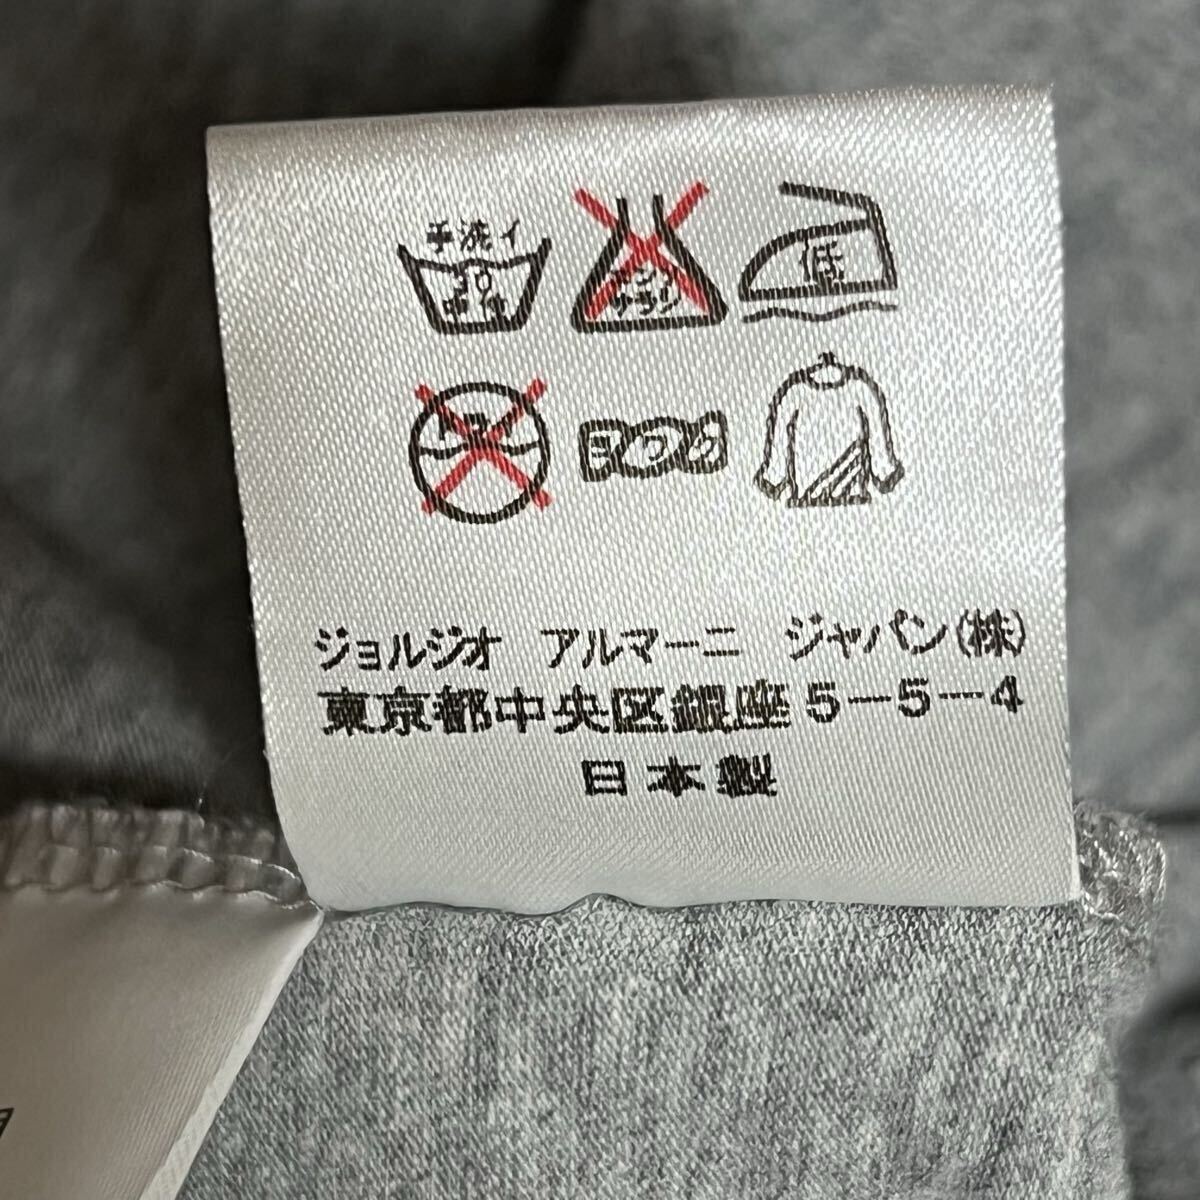 手洗イ
30
中性
エンソ
サラシ
低
ドライ
ヨワク
ジョルジオ アルマーニ ジャパン(株)
東京都中央区銀座5-5-4
日本製